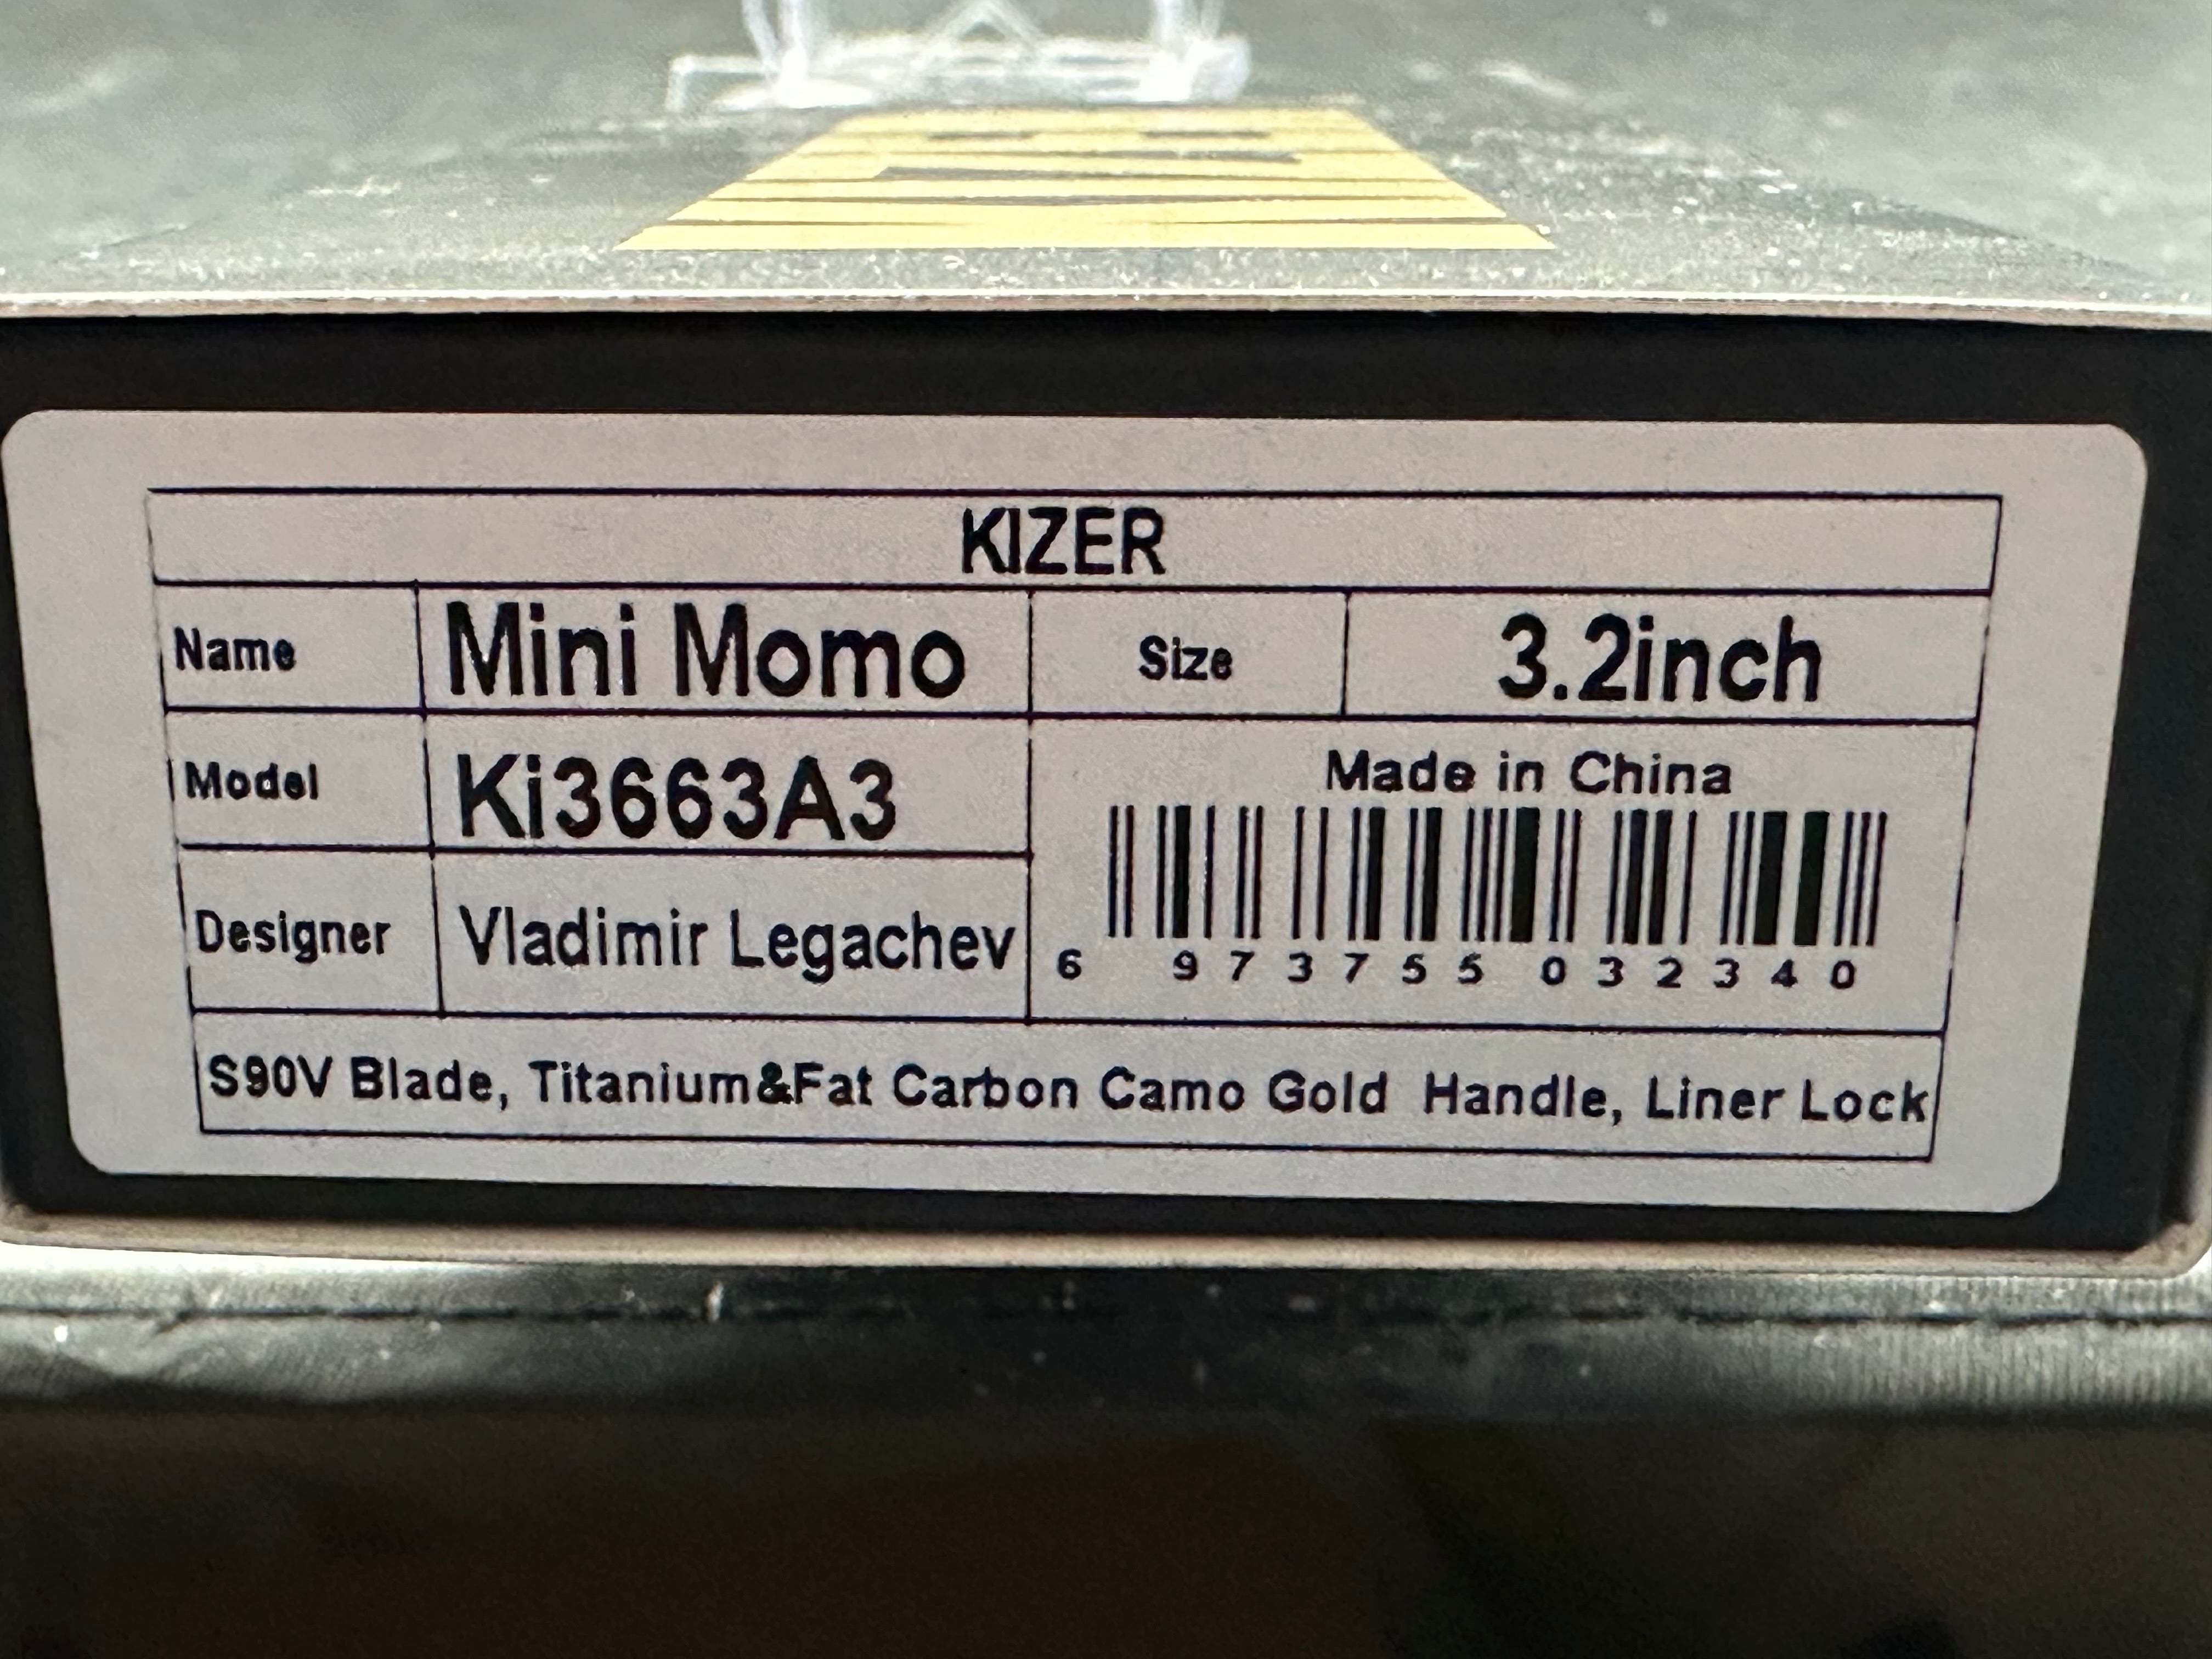 KIZER
Name Mini Momo Size 3.2inch
Model Ki3663A3
Made in China
Designer Vladimir Legachev
6 973755 032340
S90V Blade, Titanium&Fat Carbon Camo Gold Handle, Liner Lock